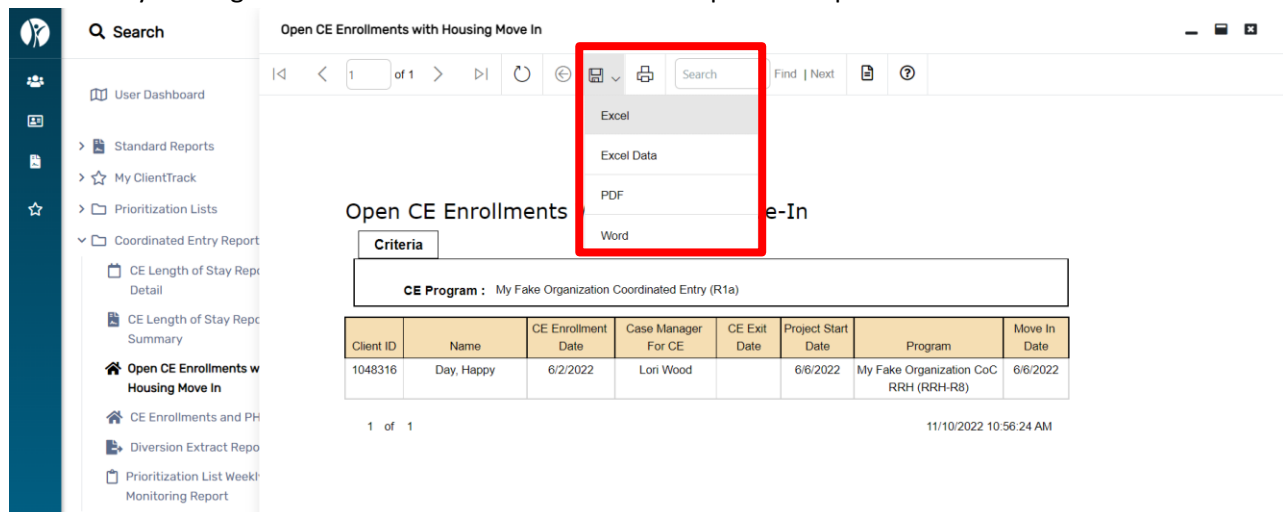 Search
Open CE Enrollments with Housing Move In
1 of 1
Search
Find | Next
User Dashboard
Excel
Standard Reports
Excel Data
My ClientTrack
PDF
Prioritization Lists
Open CE Enrollments e-In
Word
Coordinated Entry Report
Criteria
CE Length of Stay Repo
Detail
CE Program : My Fake Organization Coordinated Entry (R1a)
CE Length of Stay Repo
Summary
Client ID Name CE Enrollment Date Case Manager For CE CE Exit Date Project Start Date Program Move In Date
Open CE Enrollments w
Housing Move In
1048316 Day, Happy 6/2/2022 Lori Wood 6/6/2022 My Fake Organization CoC RRH (RRH-R8) 6/6/2022
CE Enrollments and PH
1 of 1 11/10/2022 10:56:24 AM
Diversion Extract Repo
Prioritization List Weekl
Monitoring Report